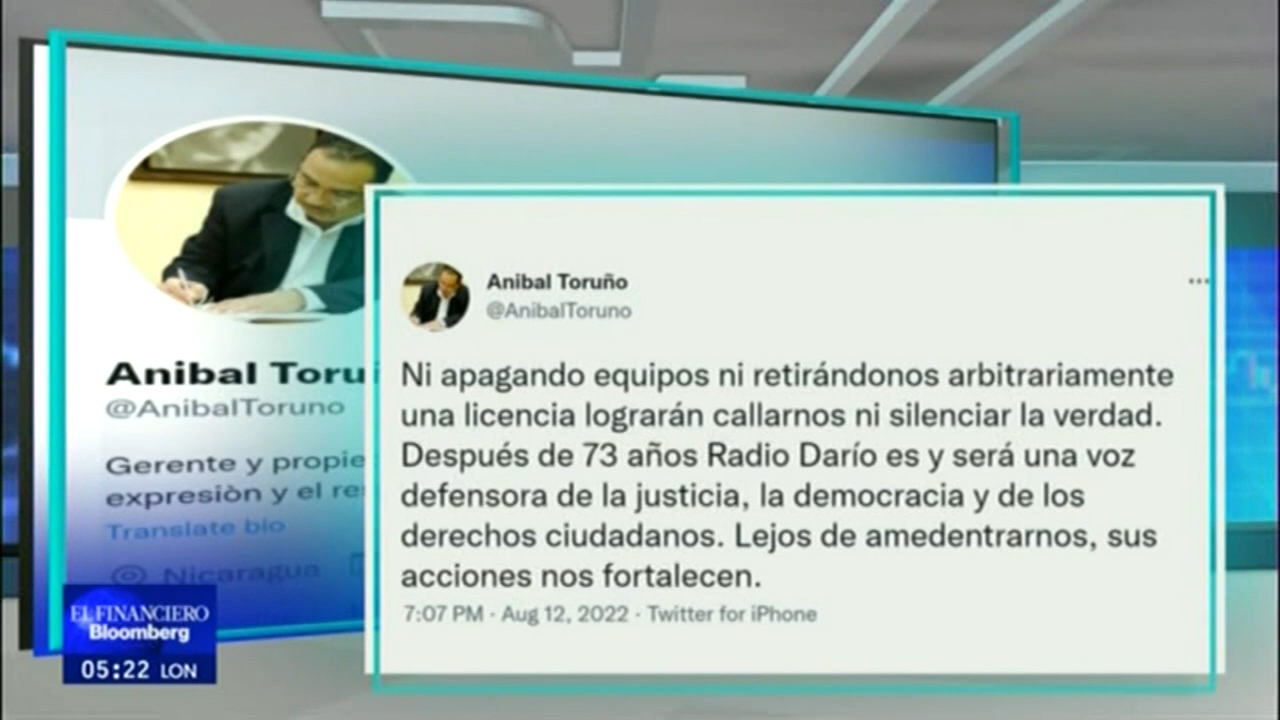 Anibal Toru
@AnibalToruno
Gerente y propie
expresiòn y el re
Translate bio
Nicaragua
Anibal Toruño
@AnibalToruno
Ni apagando equipos ni retirándonos arbitrariamente
una licencia lograrán callarnos ni silenciar la verdad.
Después de 73 años Radio Darío es y será una voz
defensora de la justicia, la democracia y de los
derechos ciudadanos. Lejos de amedentrarnos, sus
acciones nos fortalecen.
7:07 PM · Aug 12, 2022 · Twitter for iPhone
EL FINANCIERO
Bloomberg
05:22 LON